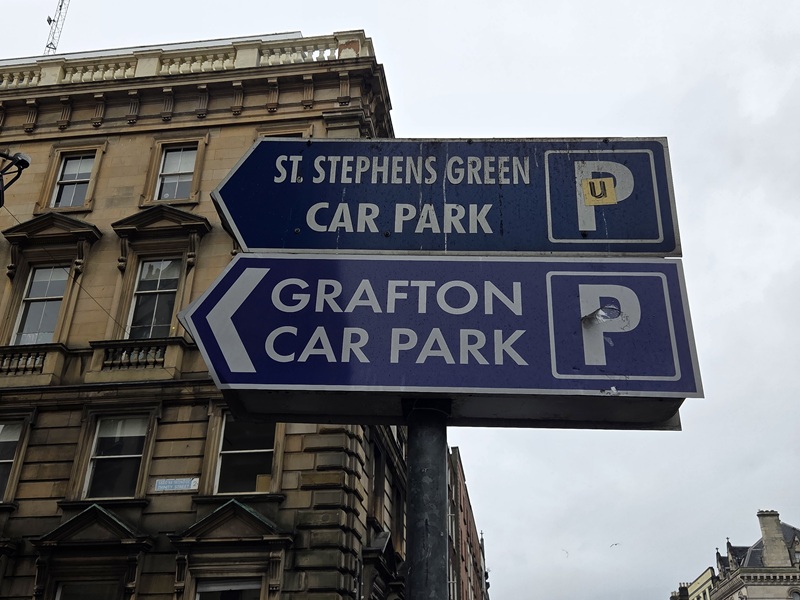 ST. STEPHENS GREEN
CAR PARK
P
U
GRAFTON
CAR PARK
P